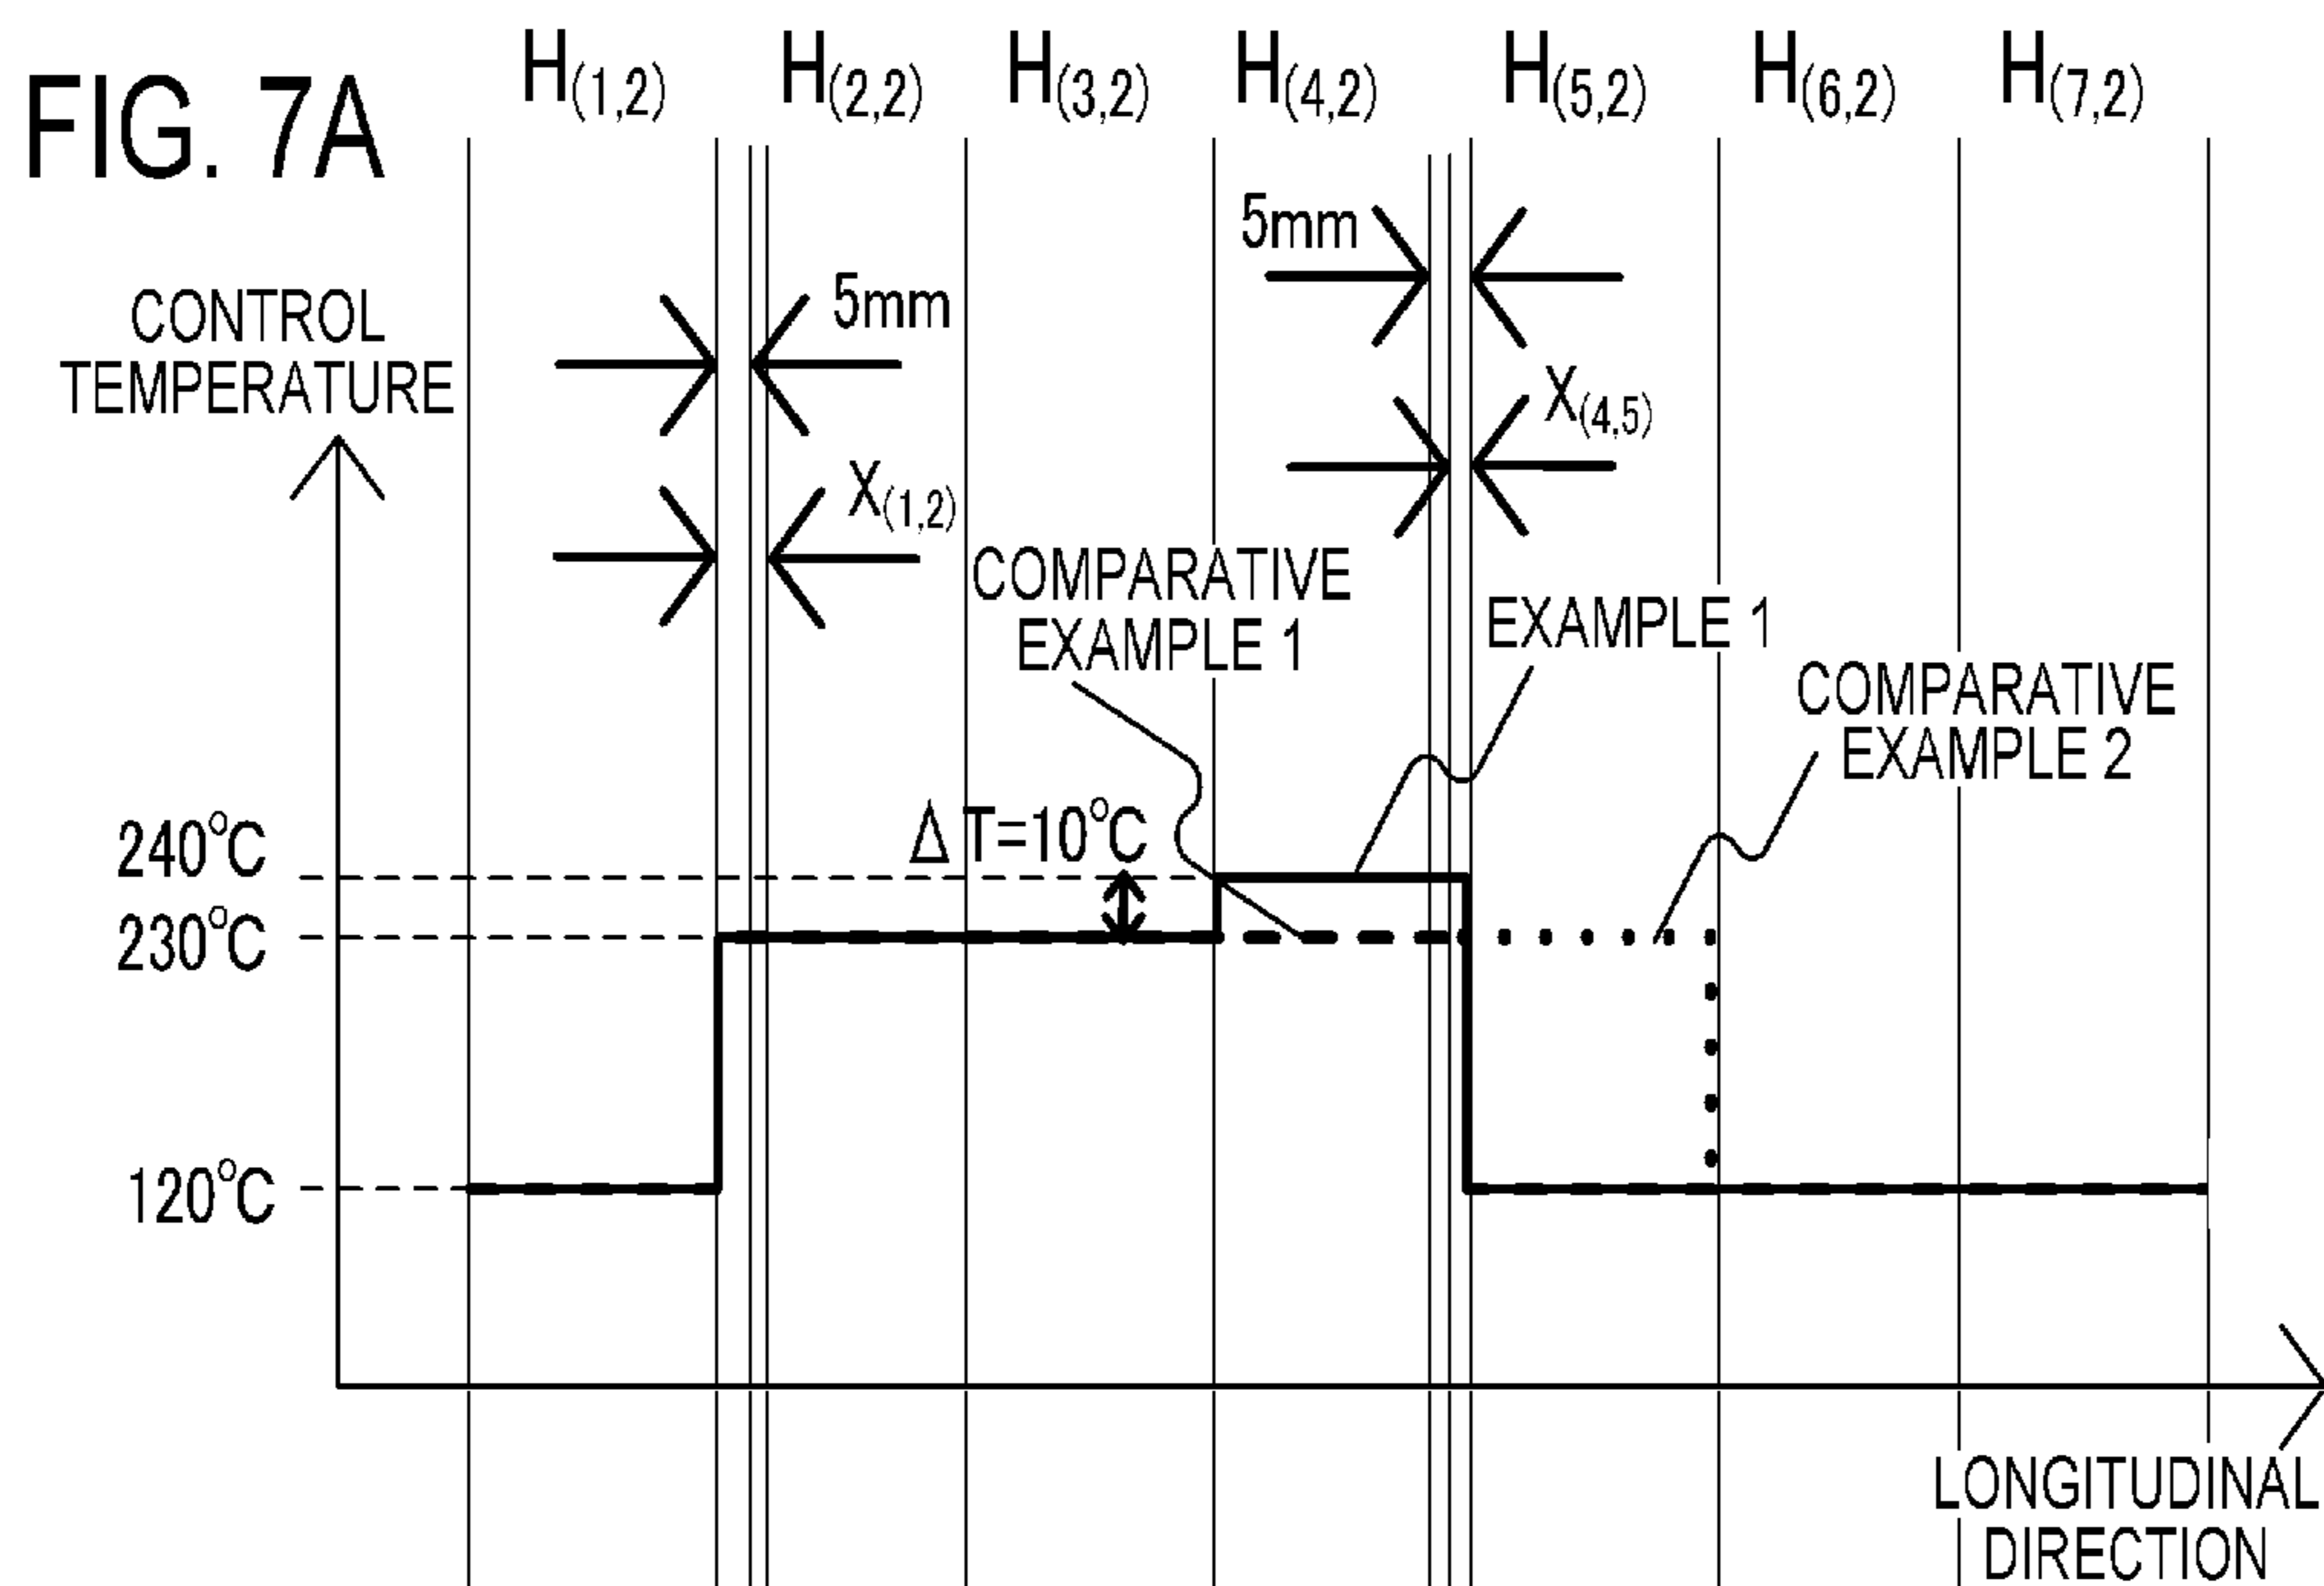 FIG. 7A
H(1,2) H(2,2) H(3,2) H(4,2) H(5,2) H(6,2) H(7,2)
5mm
5mm
CONTROL
TEMPERATURE
X(4,5)
X(1,2)
COMPARATIVE
EXAMPLE 1
EXAMPLE 1
COMPARATIVE
EXAMPLE 2
ΔT=10°C
240°C
230°C
120°C
LONGITUDINAL
DIRECTION